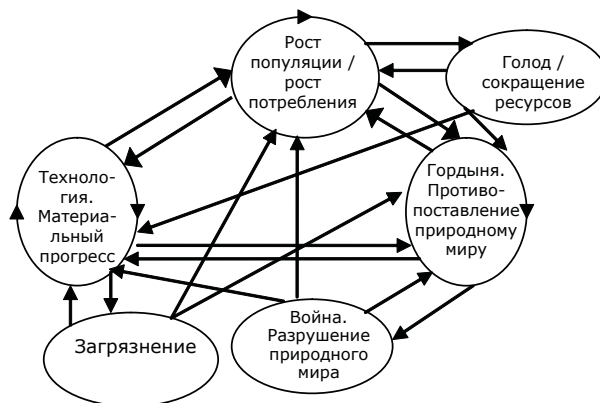 Рост
популяции /
рост
потребления
Голод /
сокращение
ресурсов
Техноло-
гия.
Материа-
льный
прогресс
Гордыня.
Противо-
поставление
природному
миру
Загрязнение
Война.
Разрушение
природного
мира